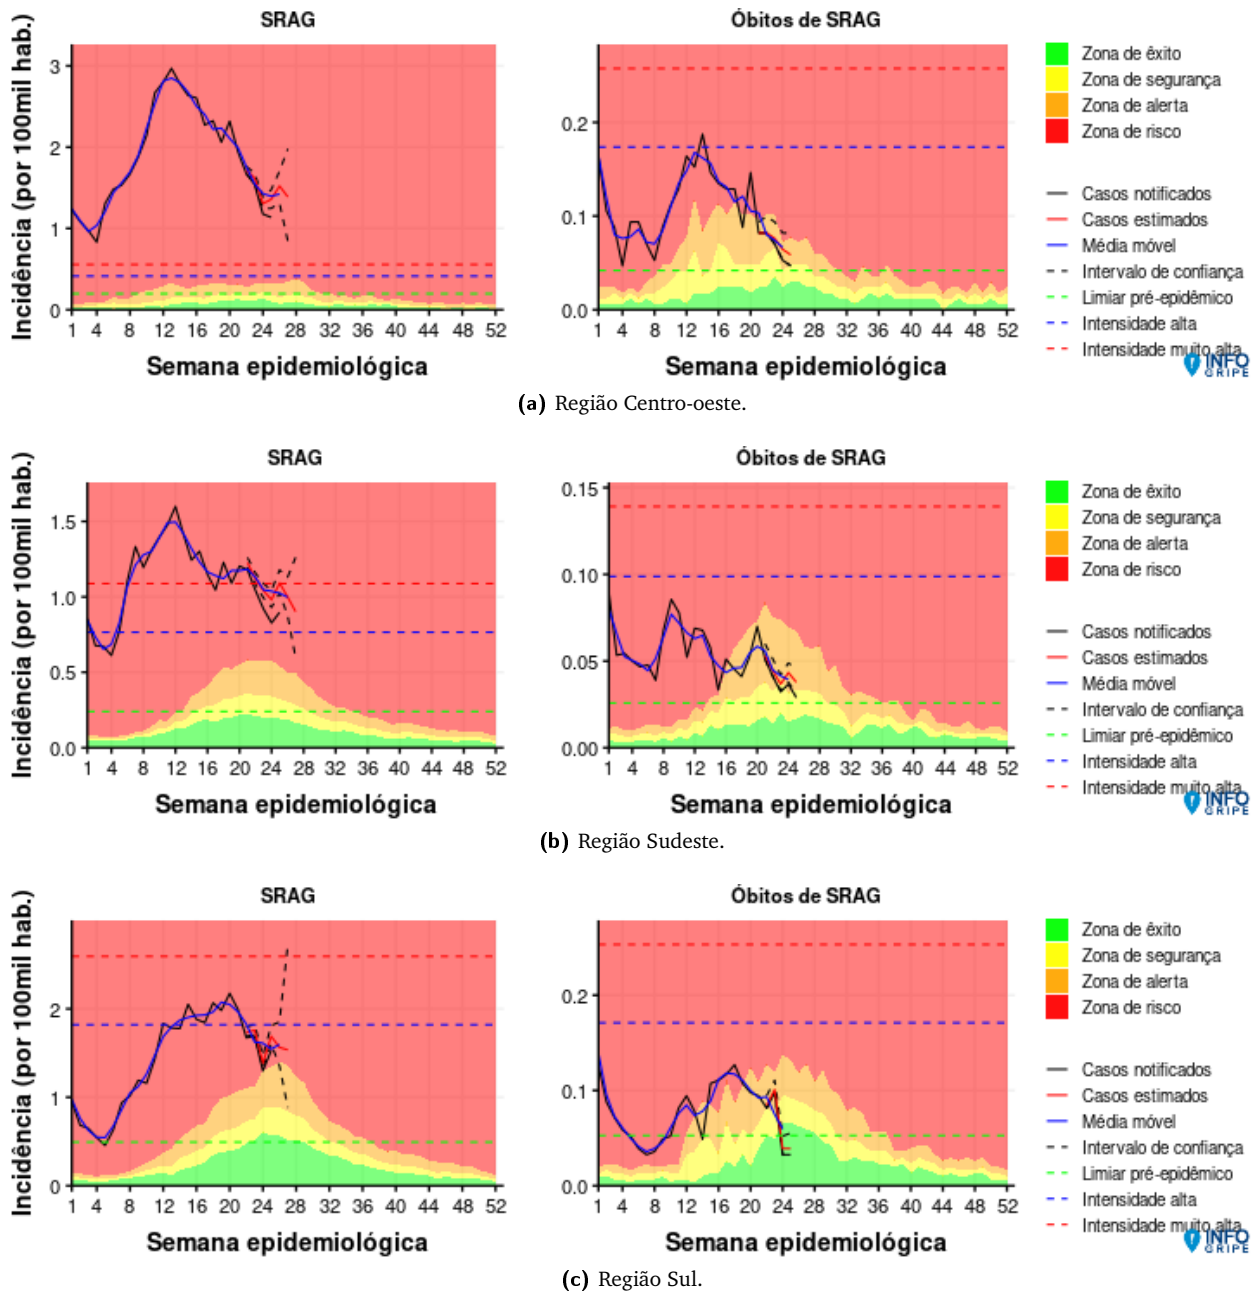 SRAG
Óbitos de SRAG
Incidência (por 100mil hab.)
3
2
1
0
1 4 8 12 16 20 24 28 32 36 40 44 48 52
Semana epidemiológica
0.2
0.1
0.0
1 4 8 12 16 20 24 28 32 36 40 44 48 52
Semana epidemiológica
Zona de êxito
Zona de segurança
Zona de alerta
Zona de risco
Casos notificados
Casos estimados
Média móvel
Intervalo de confiança
Limiar pré-epidêmico
Intensidade alta
Intensidade muito alta
INFO
GRIPE
(a) Região Centro-oeste.
SRAG
Óbitos de SRAG
Incidência (por 100mil hab.)
1.5
1.0
0.5
0.0
1 4 8 12 16 20 24 28 32 36 40 44 48 52
Semana epidemiológica
0.15
0.10
0.05
0.00
1 4 8 12 16 20 24 28 32 36 40 44 48 52
Semana epidemiológica
Zona de êxito
Zona de segurança
Zona de alerta
Zona de risco
Casos notificados
Casos estimados
Média móvel
Intervalo de confiança
Limiar pré-epidêmico
Intensidade alta
Intensidade muito alta
INFO
GRIPE
(b) Região Sudeste.
SRAG
Óbitos de SRAG
Incidência (por 100mil hab.)
2
1
0
1 4 8 12 16 20 24 28 32 36 40 44 48 52
Semana epidemiológica
0.2
0.1
0.0
1 4 8 12 16 20 24 28 32 36 40 44 48 52
Semana epidemiológica
Zona de êxito
Zona de segurança
Zona de alerta
Zona de risco
Casos notificados
Casos estimados
Média móvel
Intervalo de confiança
Limiar pré-epidêmico
Intensidade alta
Intensidade muito alta
INFO
GRIPE
(c) Região Sul.